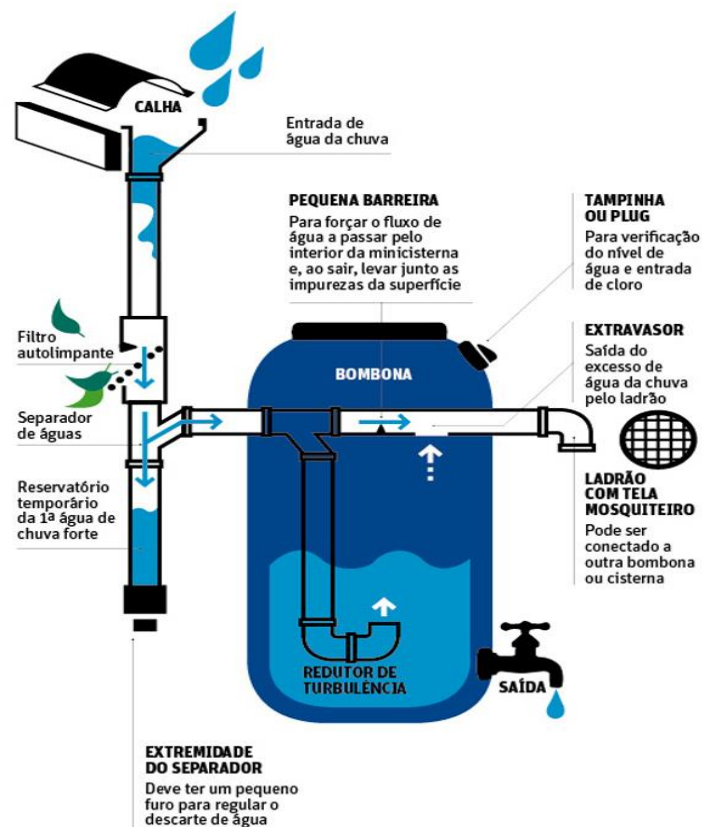 CALHA
Entrada de
água da chuva
PEQUENA BARREIRA
Para forçar o fluxo de
água a passar pelo
interior da minicisterna
e, ao sair, levar junto as
impurezas da superfície
TAMPINHA
OU PLUG
Para verificação
do nível de
água e entrada
de cloro
Filtro
autolimpante
BOMBONA
EXTRAVASOR
Saída do
excesso de
água da chuva
pelo ladrão
Separador
de águas
Reservatório
temporário
da 1ª água de
chuva forte
LADRÃO
COM TELA
MOSQUITEIRO
Pode ser
conectado a
outra bombona
ou cisterna
REDUTOR DE
TURBULÊNCIA
SAÍDA
EXTREMIDADE
DO SEPARADOR
Deve ter um pequeno
furo para regular o
descarte de água